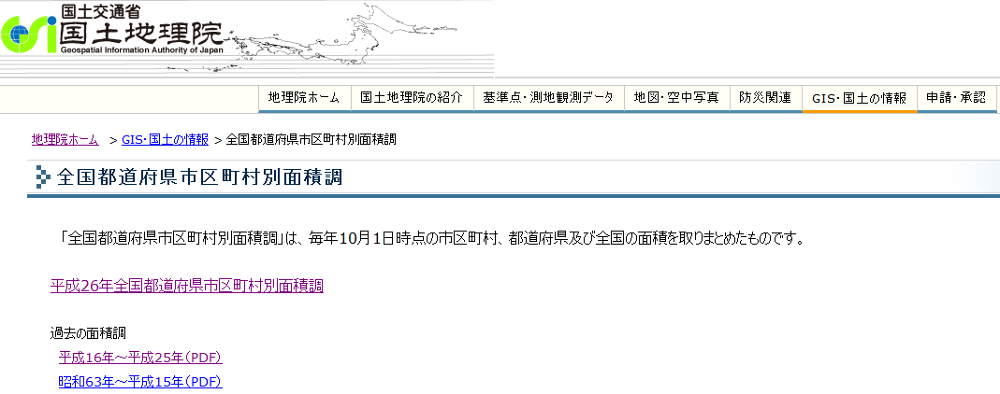 国土交通省
国土地理院
Geospatial Information Authority of Japan
地理院ホーム 国土地理院の紹介 基準点・測地観測データ 地図・空中写真 防災関連 GIS・国土の情報 申請・承認
地理院ホーム > GIS・国土の情報 > 全国都道府県市区町村別面積調
全国都道府県市区町村別面積調
「全国都道府県市区町村別面積調」は、毎年10月1日時点の市区町村、都道府県及び全国の面積を取りまとめたものです。
平成26年全国都道府県市区町村別面積調
過去の面積調
平成16年～平成25年（PDF）
昭和63年～平成15年（PDF）